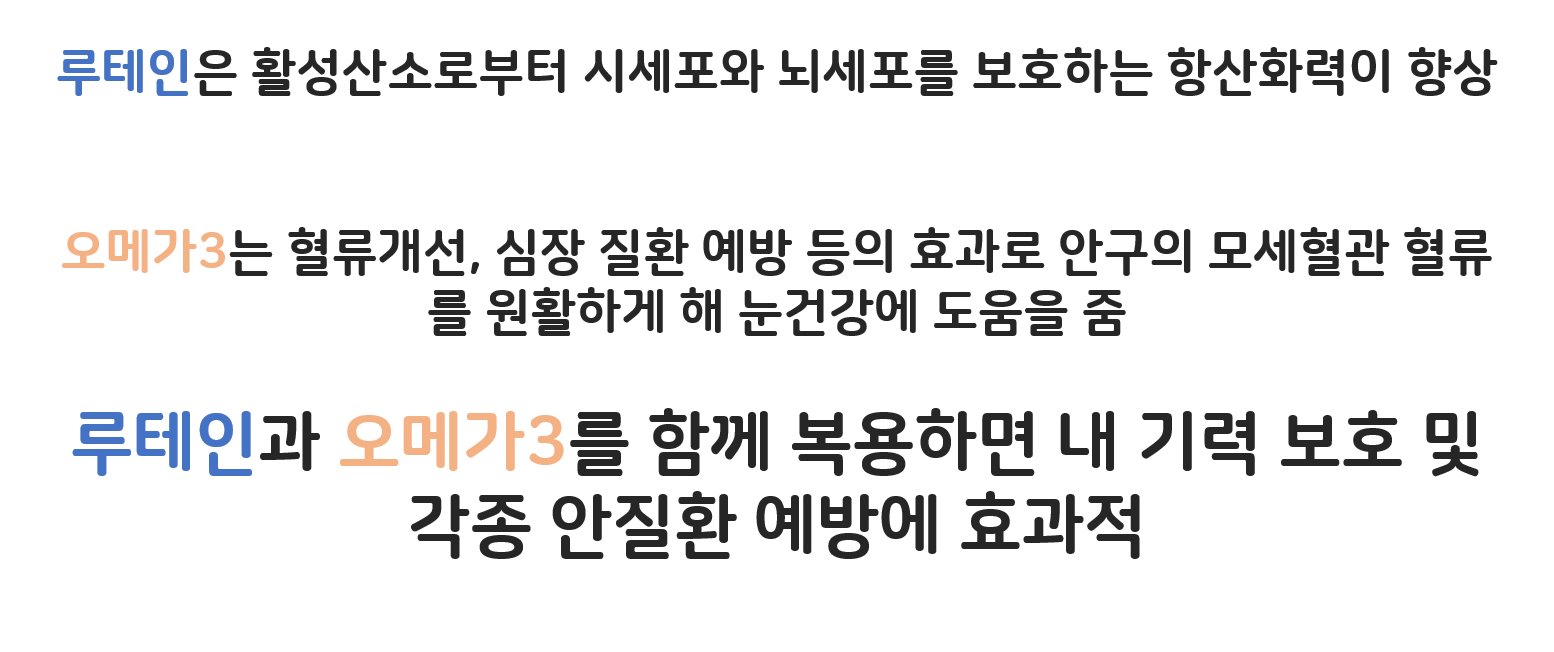 루테인은 활성산소로부터 시세포와 뇌세포를 보호하는 항산화력이 향상
오메가3는 혈류개선, 심장 질환 예방 등의 효과로 안구의 모세혈관 혈류
를 원활하게 해 눈건강에 도움을 줌
루테인과 오메가3를 함께 복용하면 내 기력 보호 및
각종 안질환 예방에 효과적